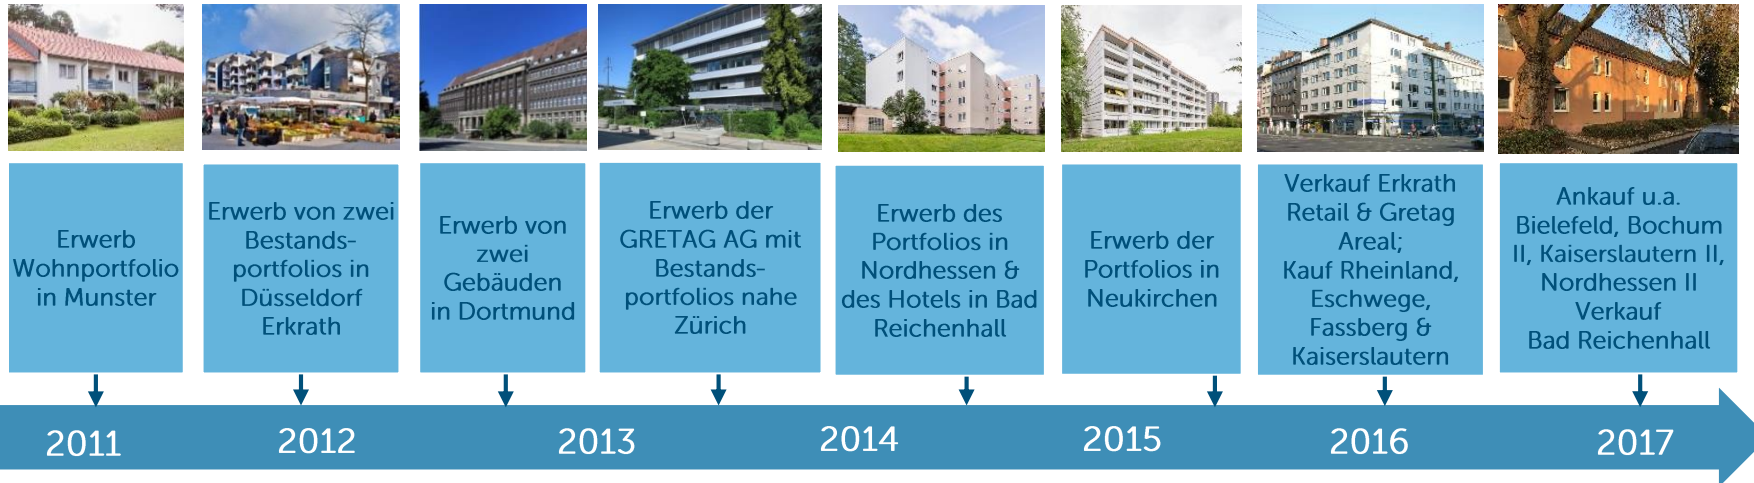 Erwerb
Wohnportfolio
in Munster
Erwerb von zwei
Bestands-
portfolios in
Düsseldorf
Erkrath
Erwerb von
zwei
Gebäuden
in Dortmund
Erwerb der
GRETAG AG mit
Bestands-
portfolios nahe
Zürich
Erwerb des
Portfolios in
Nordhessen &
des Hotels in Bad
Reichenhall
Erwerb der
Portfolios in
Neukirchen
Verkauf Erkrath
Retail & Gretag
Areal;
Kauf Rheinland,
Eschwege,
Fassberg &
Kaiserslautern
Ankauf u.a.
Bielefeld, Bochum
II, Kaiserslautern II,
Nordhessen II
Verkauf
Bad Reichenhall
2011
2012
2013
2014
2015
2016
2017